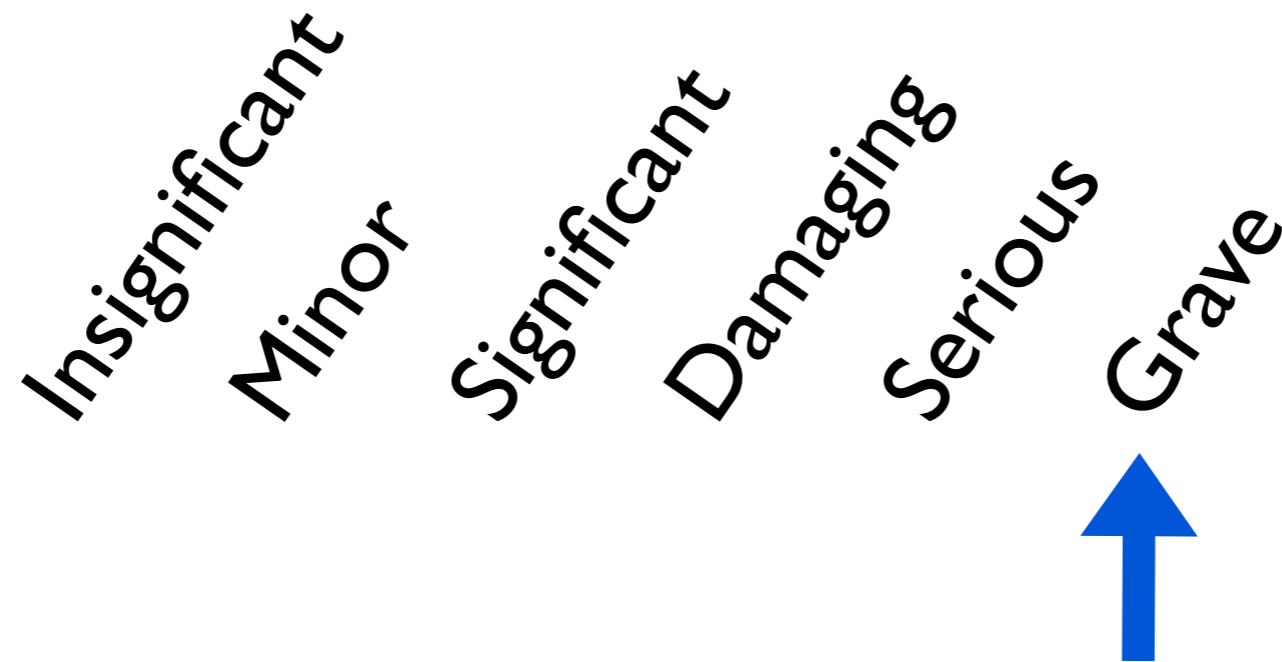 Insignificant
Minor
Significant
Damaging
Serious
Grave